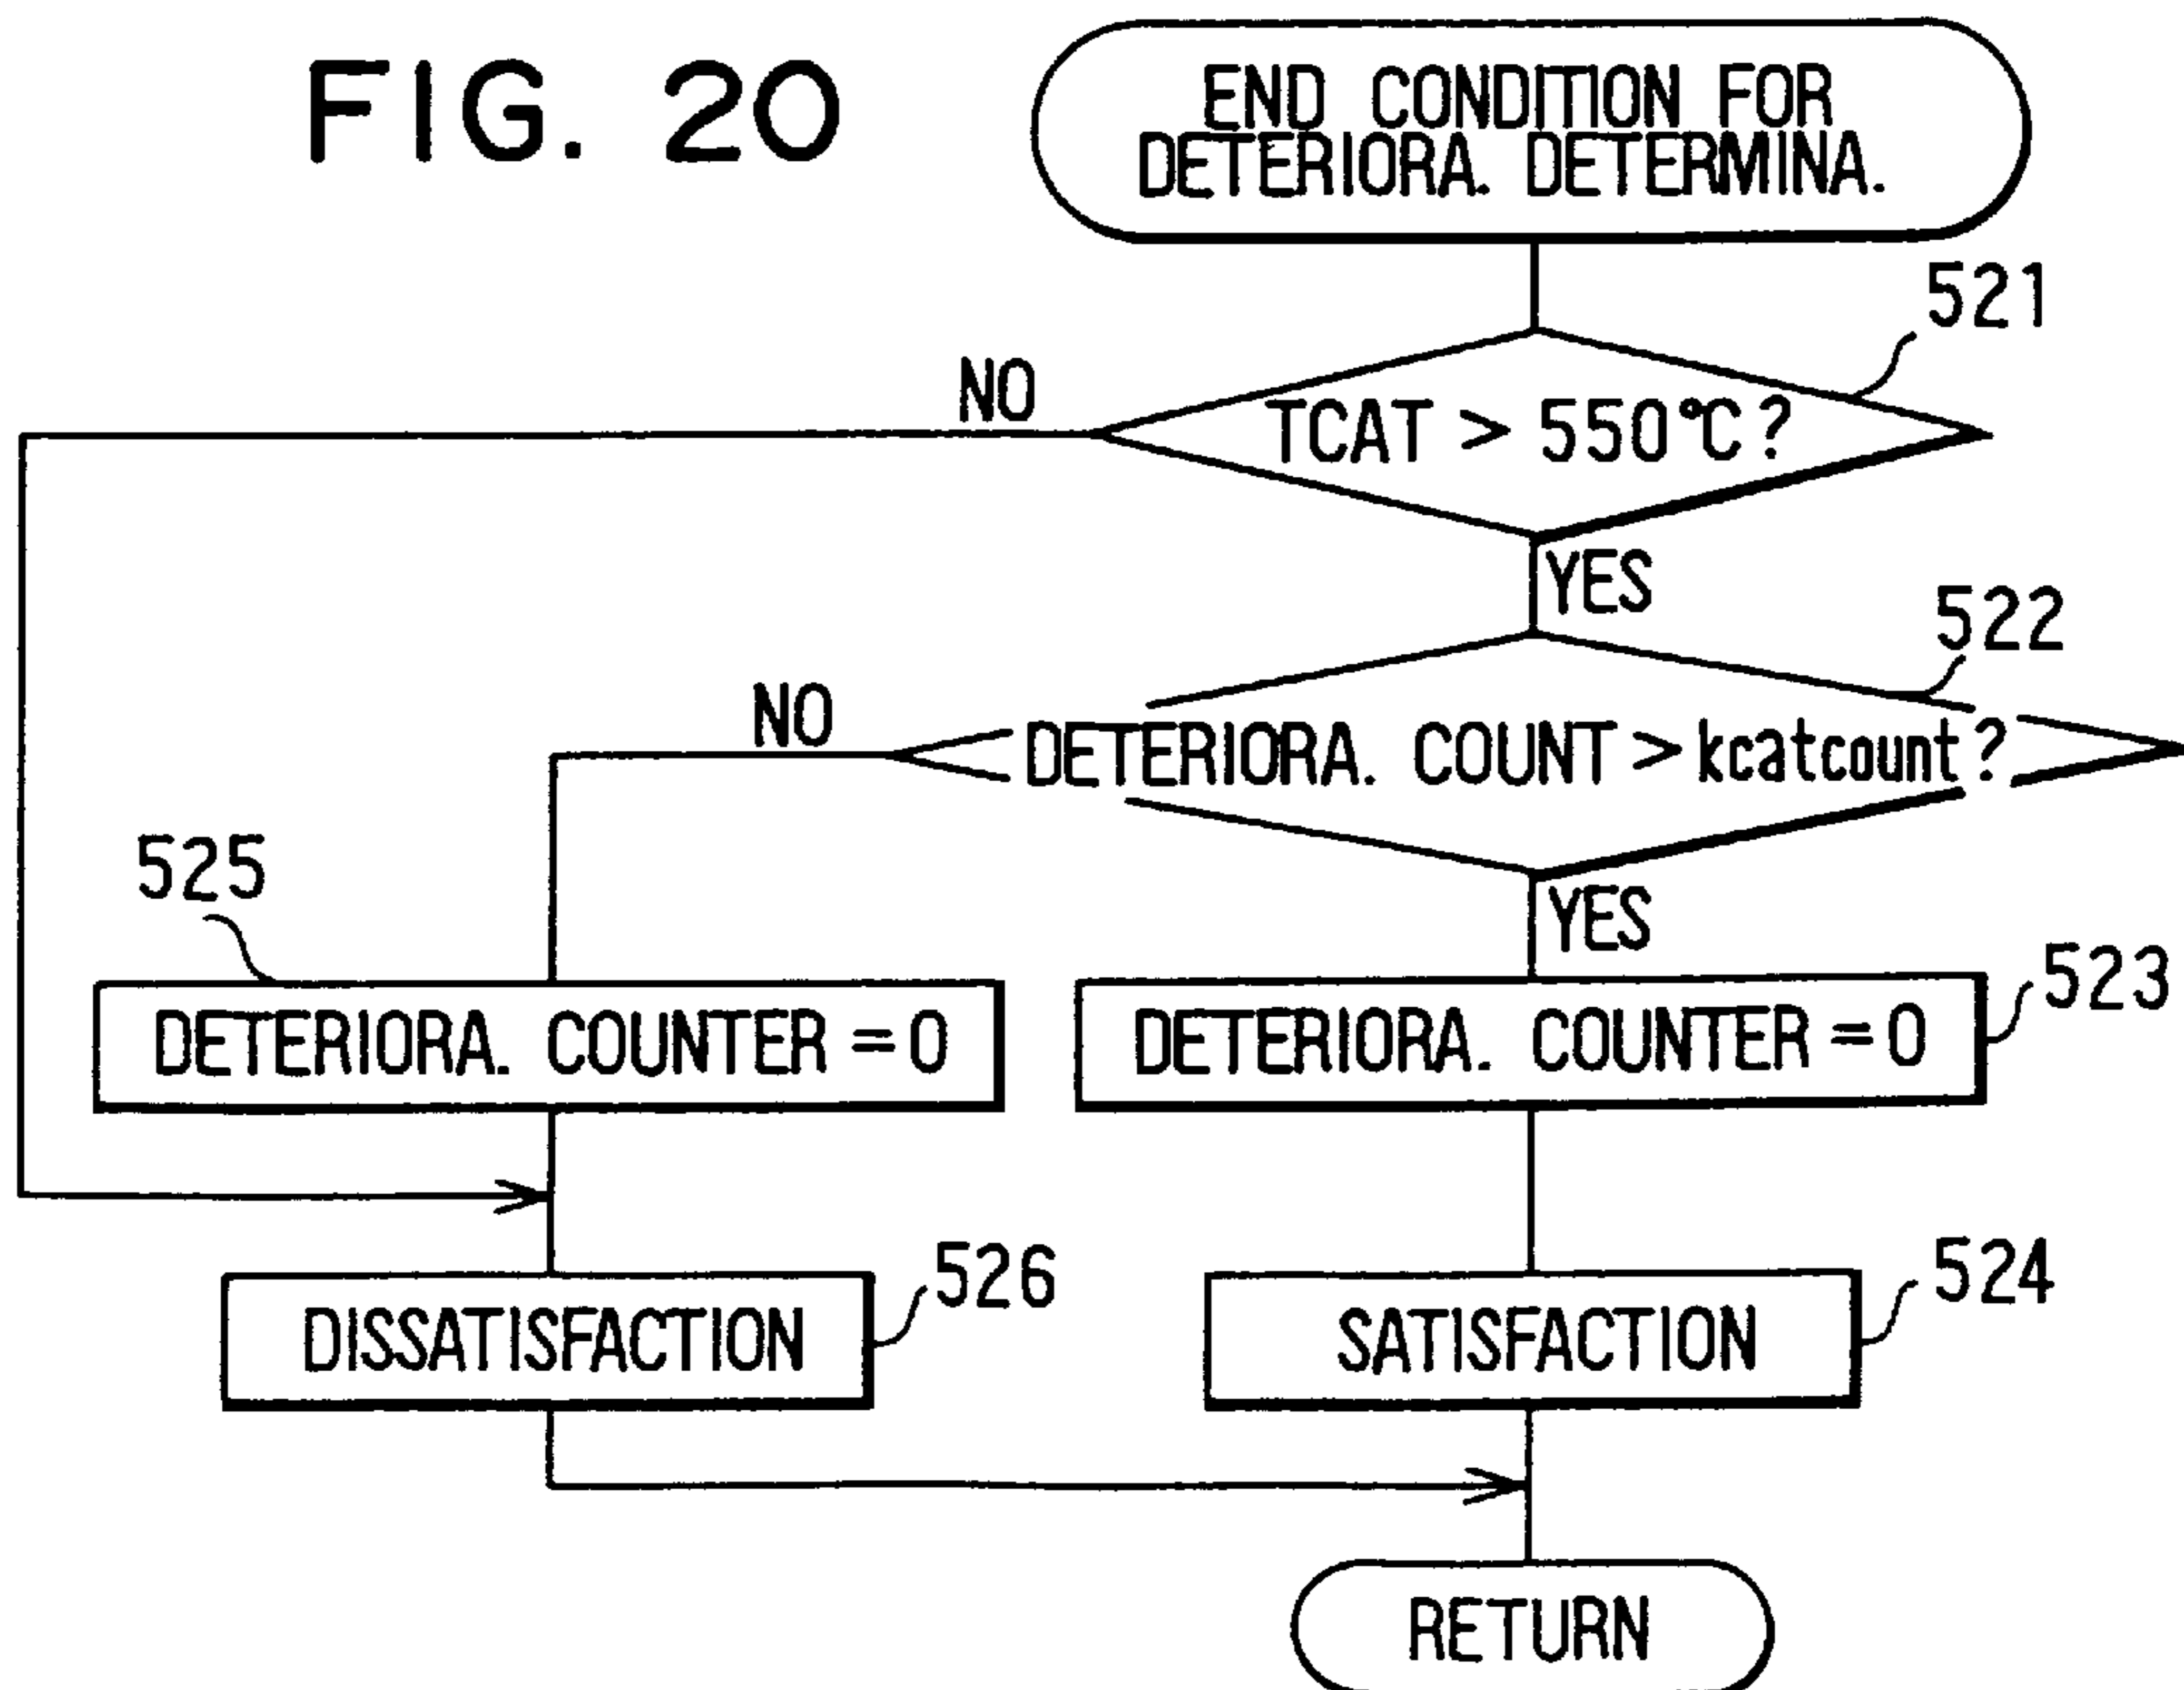 FIG. 20
END CONDITION FOR
DETERIORA. DETERMINA.
521
NO
TCAT > 550°C?
YES
522
NO
DETERIORA. COUNT > kcatcount?
525
YES
523
DETERIORA. COUNTER = 0
DETERIORA. COUNTER = 0
526
524
DISSATISFACTION
SATISFACTION
RETURN